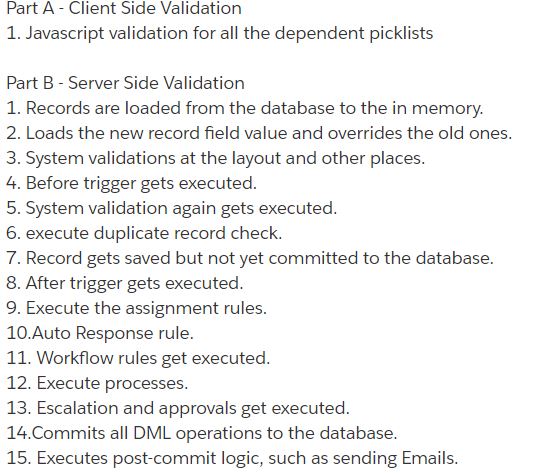 Part A - Client Side Validation
1. Javascript validation for all the dependent picklists
Part B - Server Side Validation
1. Records are loaded from the database to the in memory.
2. Loads the new record field value and overrides the old ones.
3. System validations at the layout and other places.
4. Before trigger gets executed.
5. System validation again gets executed.
6. execute duplicate record check.
7. Record gets saved but not yet committed to the database.
8. After trigger gets executed.
9. Execute the assignment rules.
10.Auto Response rule.
11. Workflow rules get executed.
12. Execute processes.
13. Escalation and approvals get executed.
14.Commits all DML operations to the database.
15. Executes post-commit logic, such as sending Emails.